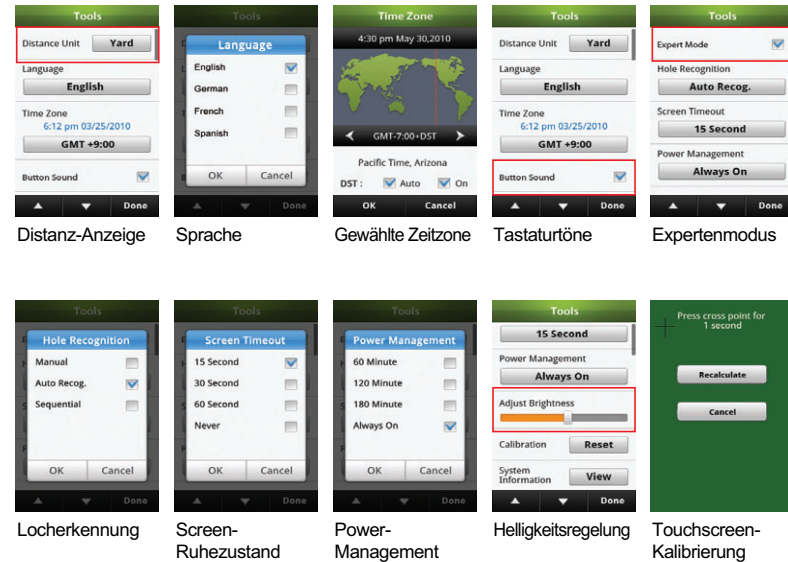 Tools
Distance Unit Yard
Language
English
Time Zone
6:12 pm 03/25/2010
GMT +9:00
Button Sound
Done
Distanz-Anzeige
Tools
Language
English
German
French
Spanish
OK Cancel
Done
Sprache
Time Zone
4:30 pm May 30,2010
GMT-7:00+DST
Pacific Time, Arizona
DST : Auto On
OK Cancel
Gewählte Zeitzone
Tools
Distance Unit Yard
Language
English
Time Zone
6:12 pm 03/25/2010
GMT +9:00
Button Sound
Done
Tastaturtöne
Tools
Expert Mode
Hole Recognition
Auto Recog.
Screen Timeout
15 Second
Power Management
Always On
Done
Expertenmodus
Tools
Hole Recognition
Manual
Auto Recog.
Sequential
OK Cancel
Done
Locherkennung
Tools
Screen Timeout
15 Second
30 Second
60 Second
Never
OK Cancel
Done
Screen-
Ruhezustand
Tools
Power Management
60 Minute
120 Minute
180 Minute
Always On
OK Cancel
Done
Power-
Management
Tools
15 Second
Power Management
Always On
Adjust Brightness
Calibration Reset
System
Information View
Done
Helligkeitsregelung
Press cross point for
1 second
Recalculate
Cancel
Touchscreen-
Kalibrierung